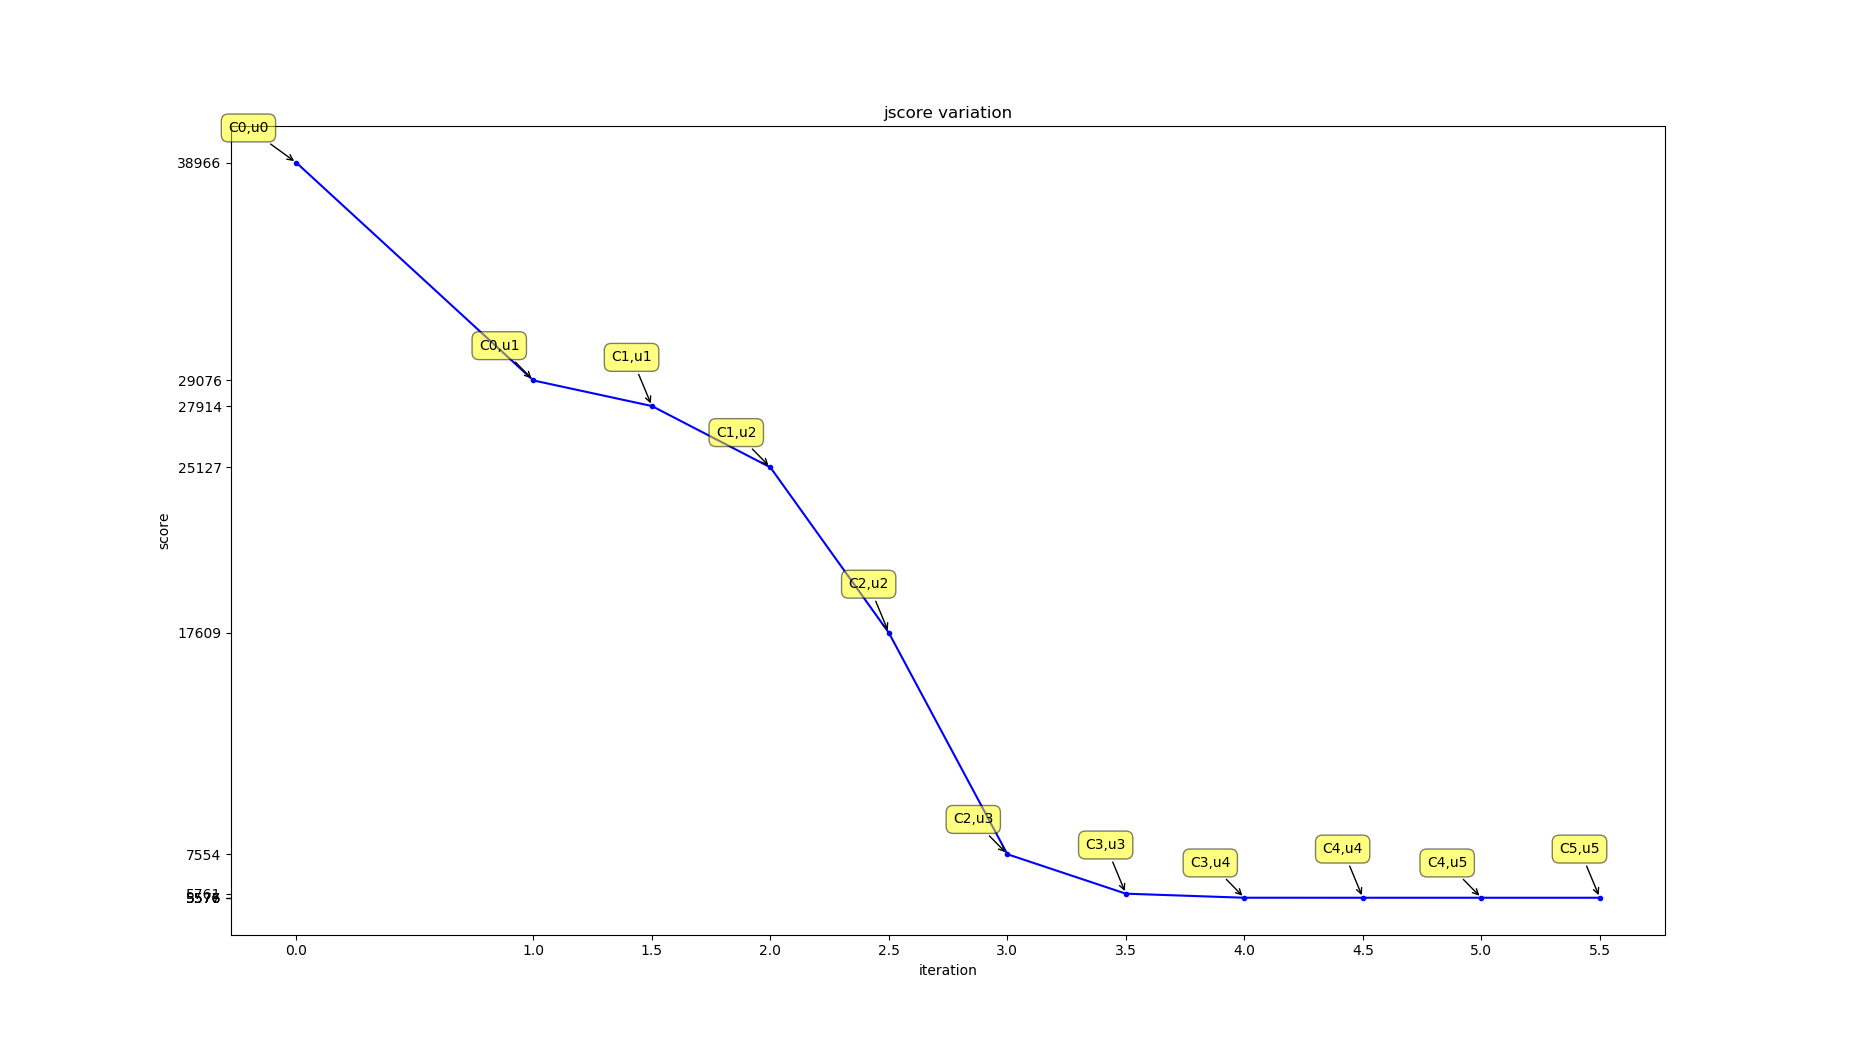 jscore variation
C0,u0
38966
C0,u1
C1,u1
29076
27914
C1,u2
25127
score
C2,u2
17609
C2,u3
C3,u3
C3,u4
C4,u4
C4,u5
C5,u5
7554
5761
5576
0.0 1.0 1.5 2.0 2.5 3.0 3.5 4.0 4.5 5.0 5.5
iteration